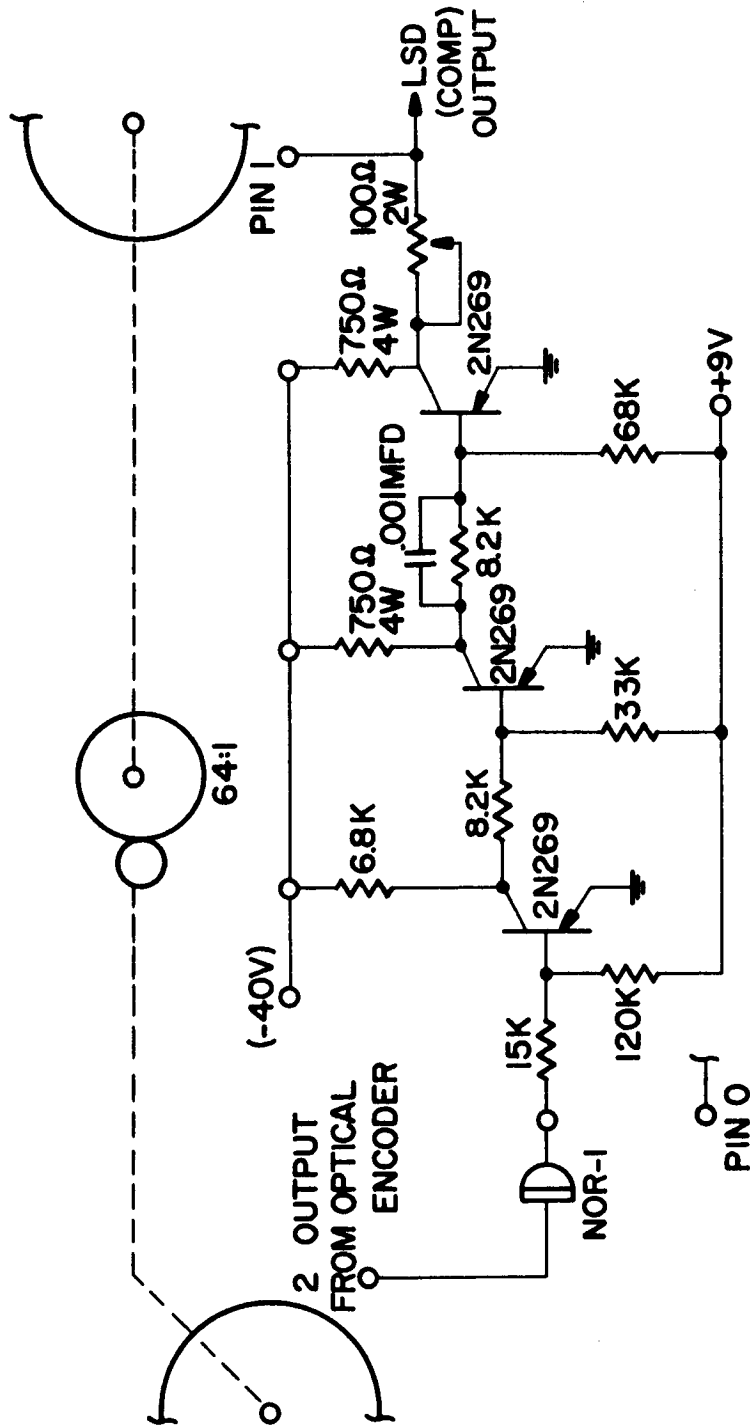 64:1
(-40V)
2 OUTPUT
FROM OPTICAL
ENCODER
6.8K
750Ω
4W
750Ω
4W
PIN 1
100Ω
2W
LSD
(COMP)
OUTPUT
.001MFD
8.2K
8.2K
2N269
2N269
2N269
15K
NOR-1
120K
33K
68K
+9V
PIN 0